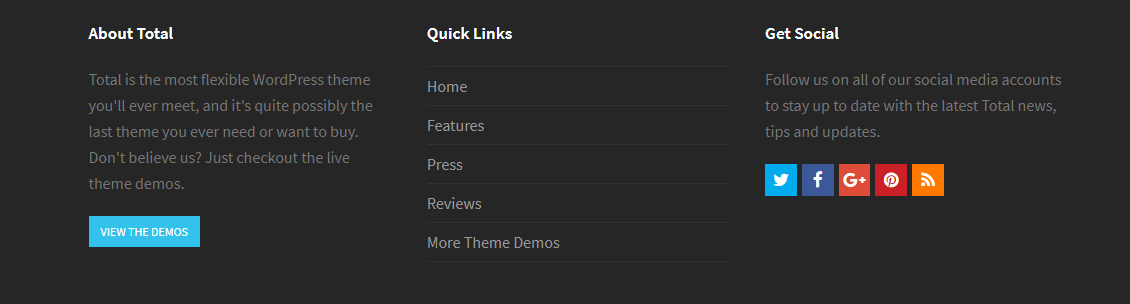 About Total
Total is the most flexible WordPress theme
you'll ever meet, and it's quite possibly the
last theme you ever need or want to buy.
Don't believe us? Just checkout the live
theme demos.
VIEW THE DEMOS
Quick Links
Home
Features
Press
Reviews
More Theme Demos
Get Social
Follow us on all of our social media accounts
to stay up to date with the latest Total news,
tips and updates.